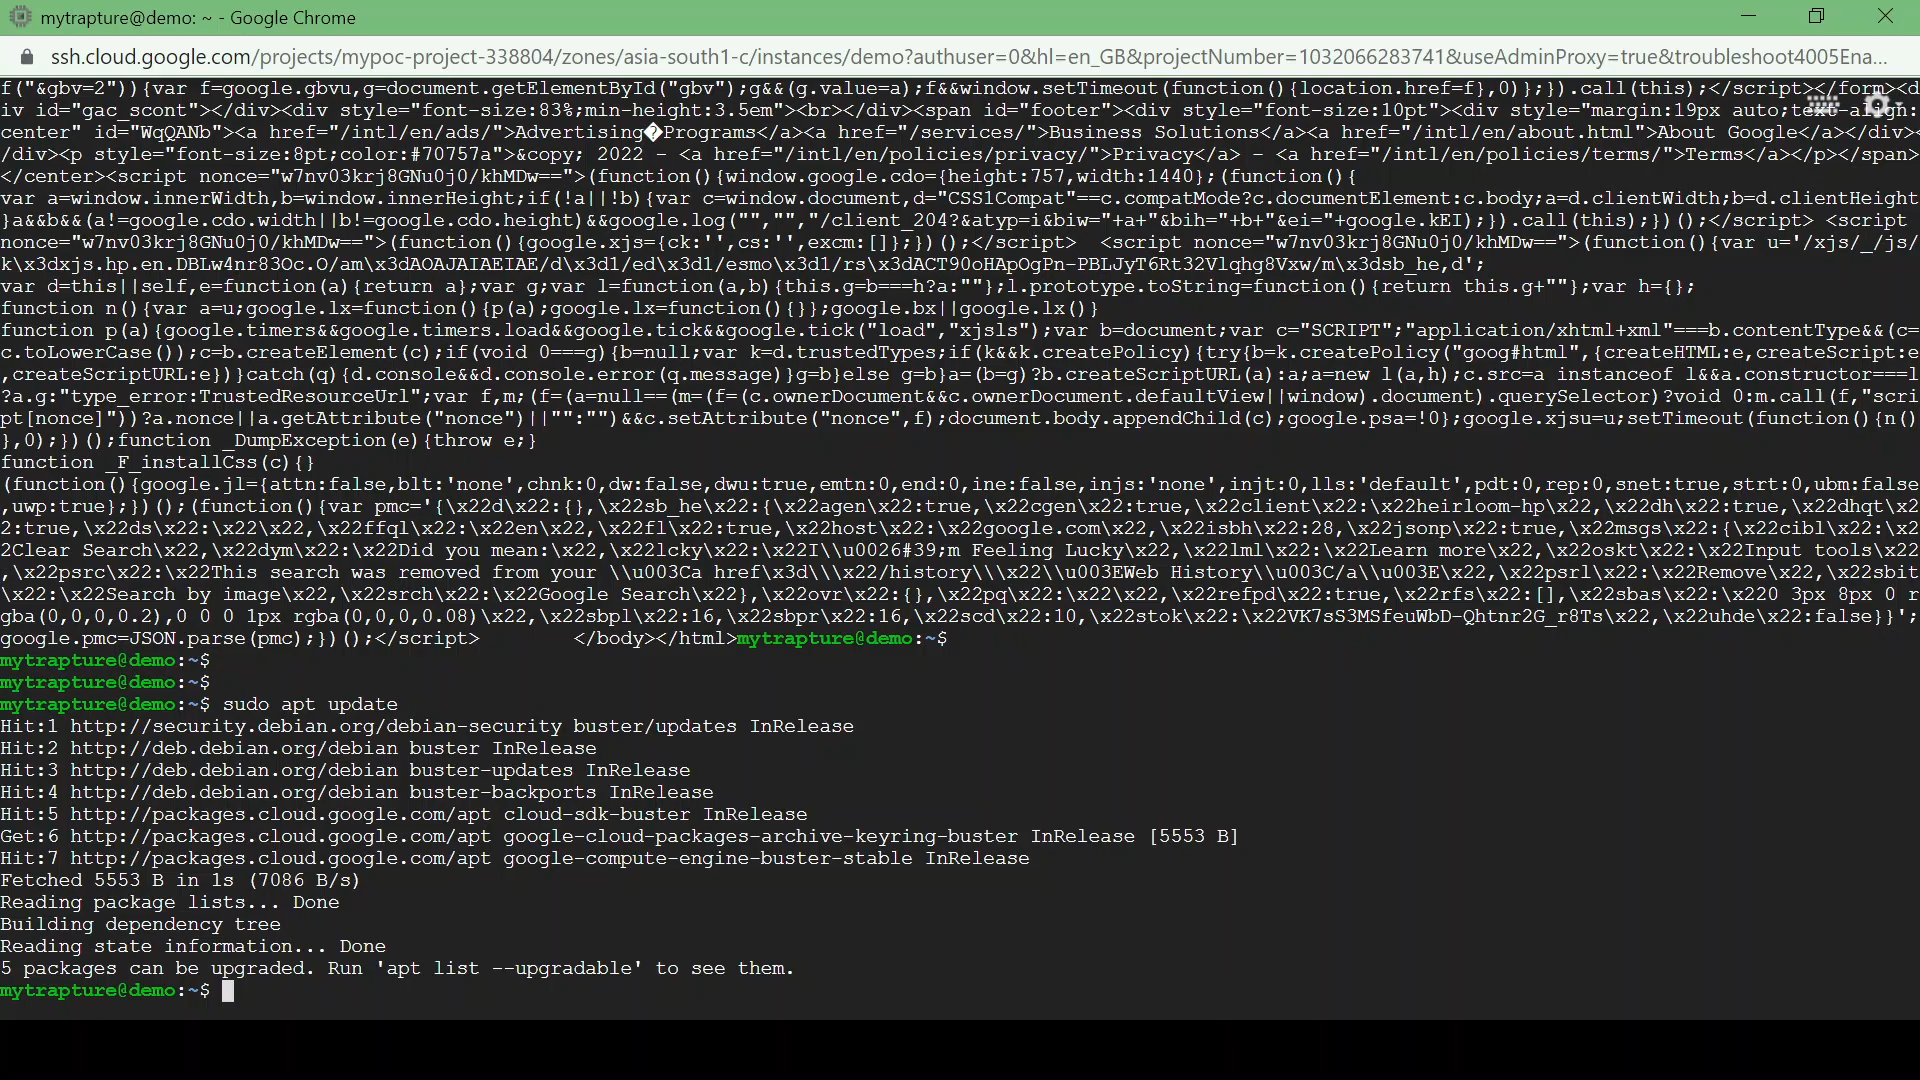 mytrapture@demo: ~ - Google Chrome
ssh.cloud.google.com/projects/mypoc-project-338804/zones/asia-south1-c/instances/demo?authuser=0&hl=en_GB&projectNumber=1032066283741&useAdminProxy=true&troubleshoot4005Ena...
f("&gbv=2")){var f=google.gbvu,g=document.getElementById("gbv");g&&(g.value=a);f&&window.setTimeout(function(){location.href=f},0)};}).call(this);</script></form><d
iv id="gac_scont"></div><div style="font-size:83%;min-height:3.5em"><br></div><span id="footer"><div style="font-size:10pt"><div style="margin:19px auto;text-align:
center" id="WqQANb"><a href="/intl/en/ads/">Advertising�Programs</a><a href="/services/">Business Solutions</a><a href="/intl/en/about.html">About Google</a></div><
/div><p style="font-size:8pt;color:#70757a">&copy; 2022 - <a href="/intl/en/policies/privacy/">Privacy</a> - <a href="/intl/en/policies/terms/">Terms</a></p></span>
</center><script nonce="w7nv03krj8GNu0j0/khMDw==">(function(){window.google.cdo={height:757,width:1440};(function(){
var a=window.innerWidth,b=window.innerHeight;if(!a||!b){var c=window.document,d="CSS1Compat"==c.compatMode?c.documentElement:c.body;a=d.clientWidth;b=d.clientHeight
}a&&b&&(a!=google.cdo.width||b!=google.cdo.height)&&google.log("","","/client_204?&atyp=i&biw="+a+"&bih="+b+"&ei="+google.kEI);}).call(this);})();</script> <script
nonce="w7nv03krj8GNu0j0/khMDw==">(function(){google.xjs={ck:'',cs:'',excm:[]};})();</script>  <script nonce="w7nv03krj8GNu0j0/khMDw==">(function(){var u='/xjs/_/js/
k\x3dxjs.hp.en.DBLw4nr83Oc.O/am\x3dAOAJAIAEIAE/d\x3d1/ed\x3d1/esmo\x3d1/rs\x3dACT90oHApOgPn-PBLJyT6Rt32Vlqhg8Vxw/m\x3dsb_he,d';
var d=this||self,e=function(a){return a};var g;var l=function(a,b){this.g=b===h?a:""};l.prototype.toString=function(){return this.g+""};var h={};
function n(){var a=u;google.lx=function(){p(a);google.lx=function(){}};google.bx||google.lx()}
function p(a){google.timers&&google.timers.load&&google.tick&&google.tick("load","xjsls");var b=document;var c="SCRIPT";"application/xhtml+xml"===b.contentType&&(c=
c.toLowerCase());c=b.createElement(c);if(void 0===g){b=null;var k=d.trustedTypes;if(k&&k.createPolicy){try{b=k.createPolicy("goog#html",{createHTML:e,createScript:e
,createScriptURL:e})}catch(q){d.console&&d.console.error(q.message)}g=b}else g=b}a=(b=g)?b.createScriptURL(a):a;a=new l(a,h);c.src=a instanceof l&&a.constructor===l
?a.g:"type_error:TrustedResourceUrl";var f,m;(f=(a=null==(m=(f=(c.ownerDocument&&c.ownerDocument.defaultView||window).document).querySelector)?void 0:m.call(f,"scri
pt[nonce]"))?a.nonce||a.getAttribute("nonce")||"":"")&&c.setAttribute("nonce",f);document.body.appendChild(c);google.psa=!0};google.xjsu=u;setTimeout(function(){n()
},0);})();function _DumpException(e){throw e;}
function _F_installCss(c){}
(function(){google.jl={attn:false,blt:'none',chnk:0,dw:false,dwu:true,emtn:0,end:0,ine:false,injs:'none',injt:0,lls:'default',pdt:0,rep:0,snet:true,strt:0,ubm:false
,uwp:true};})();(function(){var pmc='{\x22d\x22:{},\x22sb_he\x22:{\x22agen\x22:true,\x22cgen\x22:true,\x22client\x22:\x22heirloom-hp\x22,\x22dh\x22:true,\x22dhqt\x2
2:true,\x22ds\x22:\x22\x22,\x22ffql\x22:\x22en\x22,\x22fl\x22:true,\x22host\x22:\x22google.com\x22,\x22isbh\x22:28,\x22jsonp\x22:true,\x22msgs\x22:{\x22cibl\x22:\x2
2Clear Search\x22,\x22dym\x22:\x22Did you mean:\x22,\x22lcky\x22:\x22I\\u0026#39;m Feeling Lucky\x22,\x22lml\x22:\x22Learn more\x22,\x22oskt\x22:\x22Input tools\x22
,\x22psrc\x22:\x22This search was removed from your \\u003Ca href\x3d\\\x22/history\\\x22\\u003EWeb History\\u003C/a\\u003E\x22,\x22psrl\x22:\x22Remove\x22,\x22sbit
\x22:\x22Search by image\x22,\x22srch\x22:\x22Google Search\x22},\x22ovr\x22:{},\x22pq\x22:\x22\x22,\x22refpd\x22:true,\x22rfs\x22:[],\x22sbas\x22:\x220 3px 8px 0 r
gba(0,0,0,0.2),0 0 0 1px rgba(0,0,0,0.08)\x22,\x22sbpl\x22:16,\x22sbpr\x22:16,\x22scd\x22:10,\x22stok\x22:\x22VK7sS3MSfeuWbD-Qhtnr2G_r8Ts\x22,\x22uhde\x22:false}}';
google.pmc=JSON.parse(pmc);})();</script>        </body></html>mytrapture@demo:~$
mytrapture@demo:~$
mytrapture@demo:~$
mytrapture@demo:~$ sudo apt update
Hit:1 http://security.debian.org/debian-security buster/updates InRelease
Hit:2 http://deb.debian.org/debian buster InRelease
Hit:3 http://deb.debian.org/debian buster-updates InRelease
Hit:4 http://deb.debian.org/debian buster-backports InRelease
Hit:5 http://packages.cloud.google.com/apt cloud-sdk-buster InRelease
Get:6 http://packages.cloud.google.com/apt google-cloud-packages-archive-keyring-buster InRelease [5553 B]
Hit:7 http://packages.cloud.google.com/apt google-compute-engine-buster-stable InRelease
Fetched 5553 B in 1s (7086 B/s)
Reading package lists... Done
Building dependency tree
Reading state information... Done
5 packages can be upgraded. Run 'apt list --upgradable' to see them.
mytrapture@demo:~$